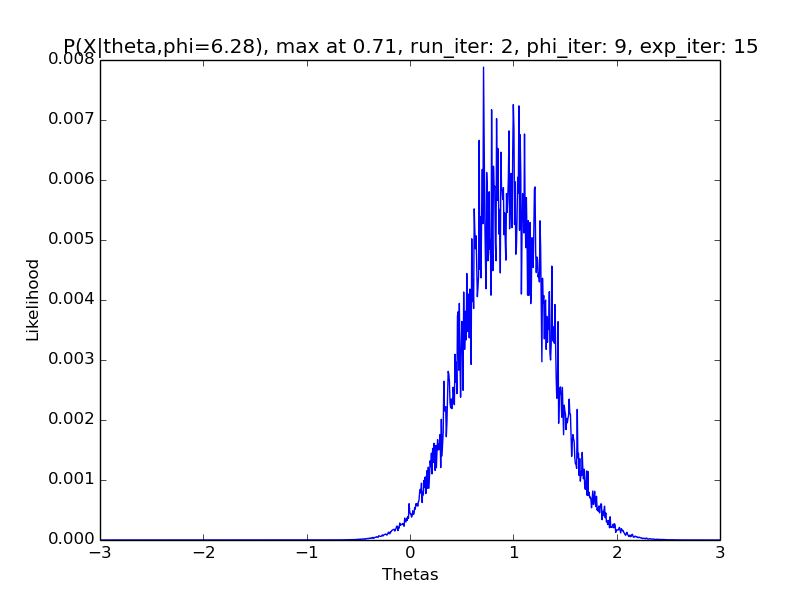 P(X|theta,phi=6.28), max at 0.71, run_iter: 2, phi_iter: 9, exp_iter: 15
0.008
0.007
0.006
0.005
0.004
0.003
0.002
0.001
0.000
Likelihood
−3 −2 −1 0 1 2 3
Thetas